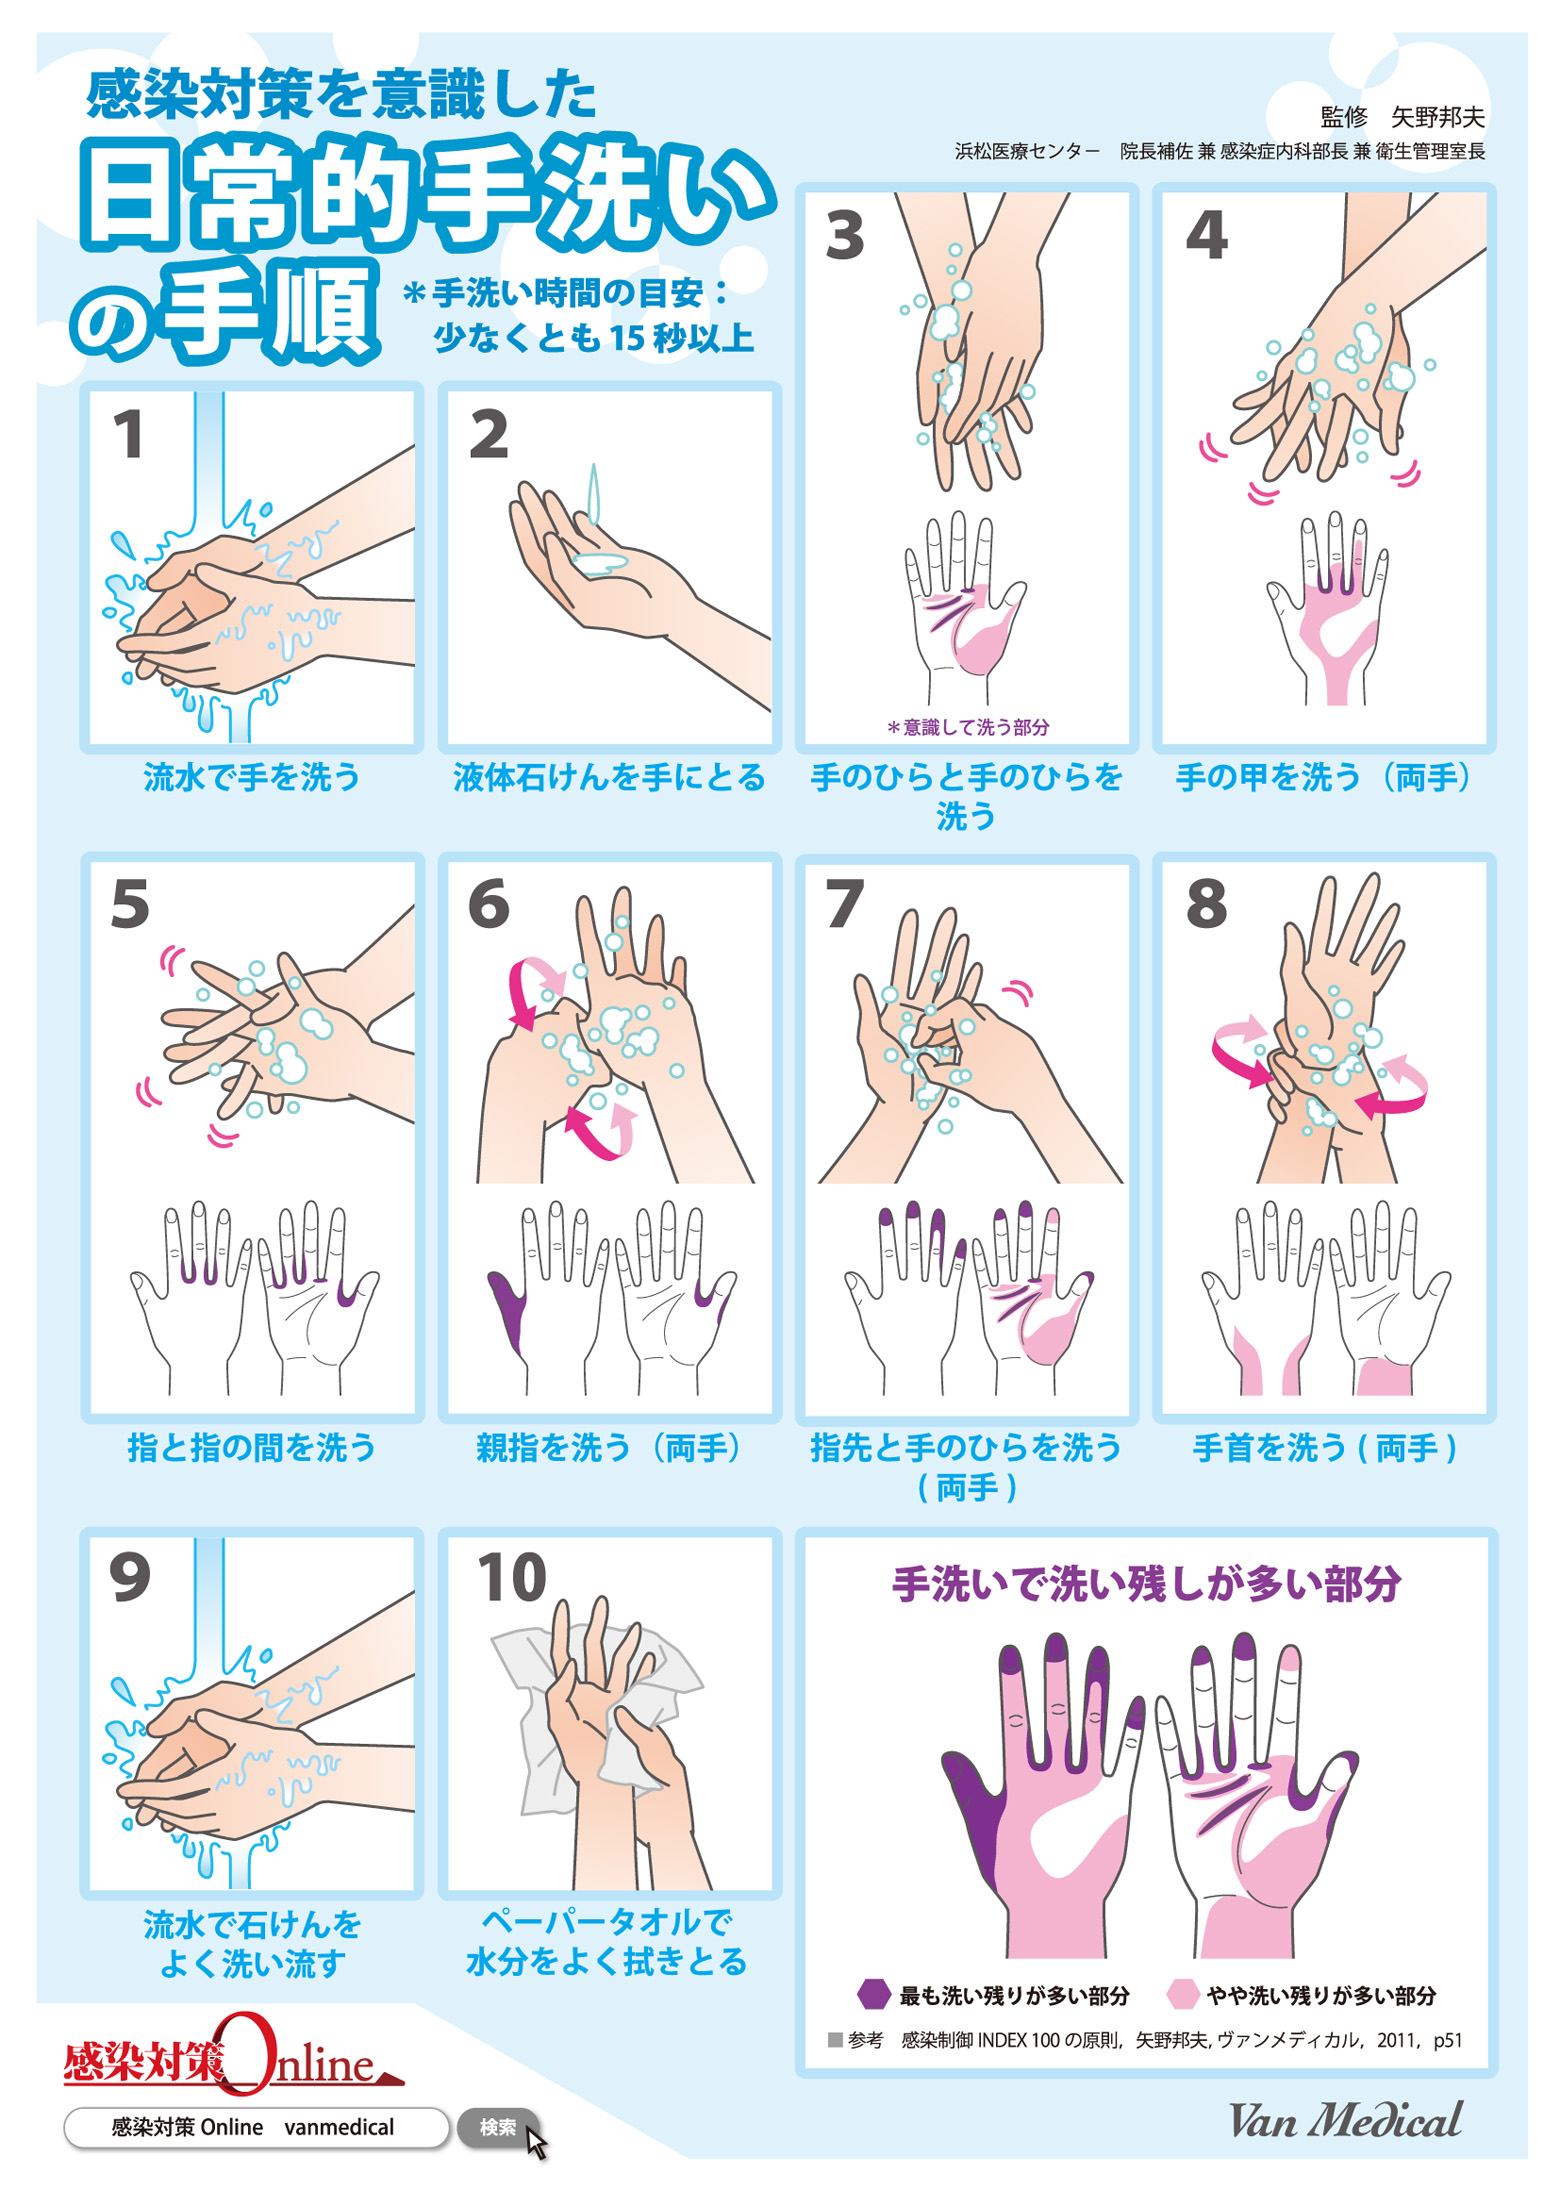 感染対策を意識した
日常的手洗い
の手順
＊手洗い時間の目安：
少なくとも15秒以上
監修　矢野邦夫
浜松医療センター　院長補佐 兼 感染症内科部長 兼 衛生管理室長
1
流水で手を洗う
2
液体石けんを手にとる
3
＊意識して洗う部分
手のひらと手のひらを
洗う
4
手の甲を洗う（両手）
5
指と指の間を洗う
6
親指を洗う（両手）
7
指先と手のひらを洗う
( 両手 )
8
手首を洗う ( 両手 )
9
流水で石けんを
よく洗い流す
10
ペーパータオルで
水分をよく拭きとる
手洗いで洗い残しが多い部分
最も洗い残りが多い部分　やや洗い残りが多い部分
■参考　感染制御 INDEX 100 の原則，矢野邦夫, ヴァンメディカル，2011，p51
感染対策Online
感染対策 Online　vanmedical　検索
Van Medical